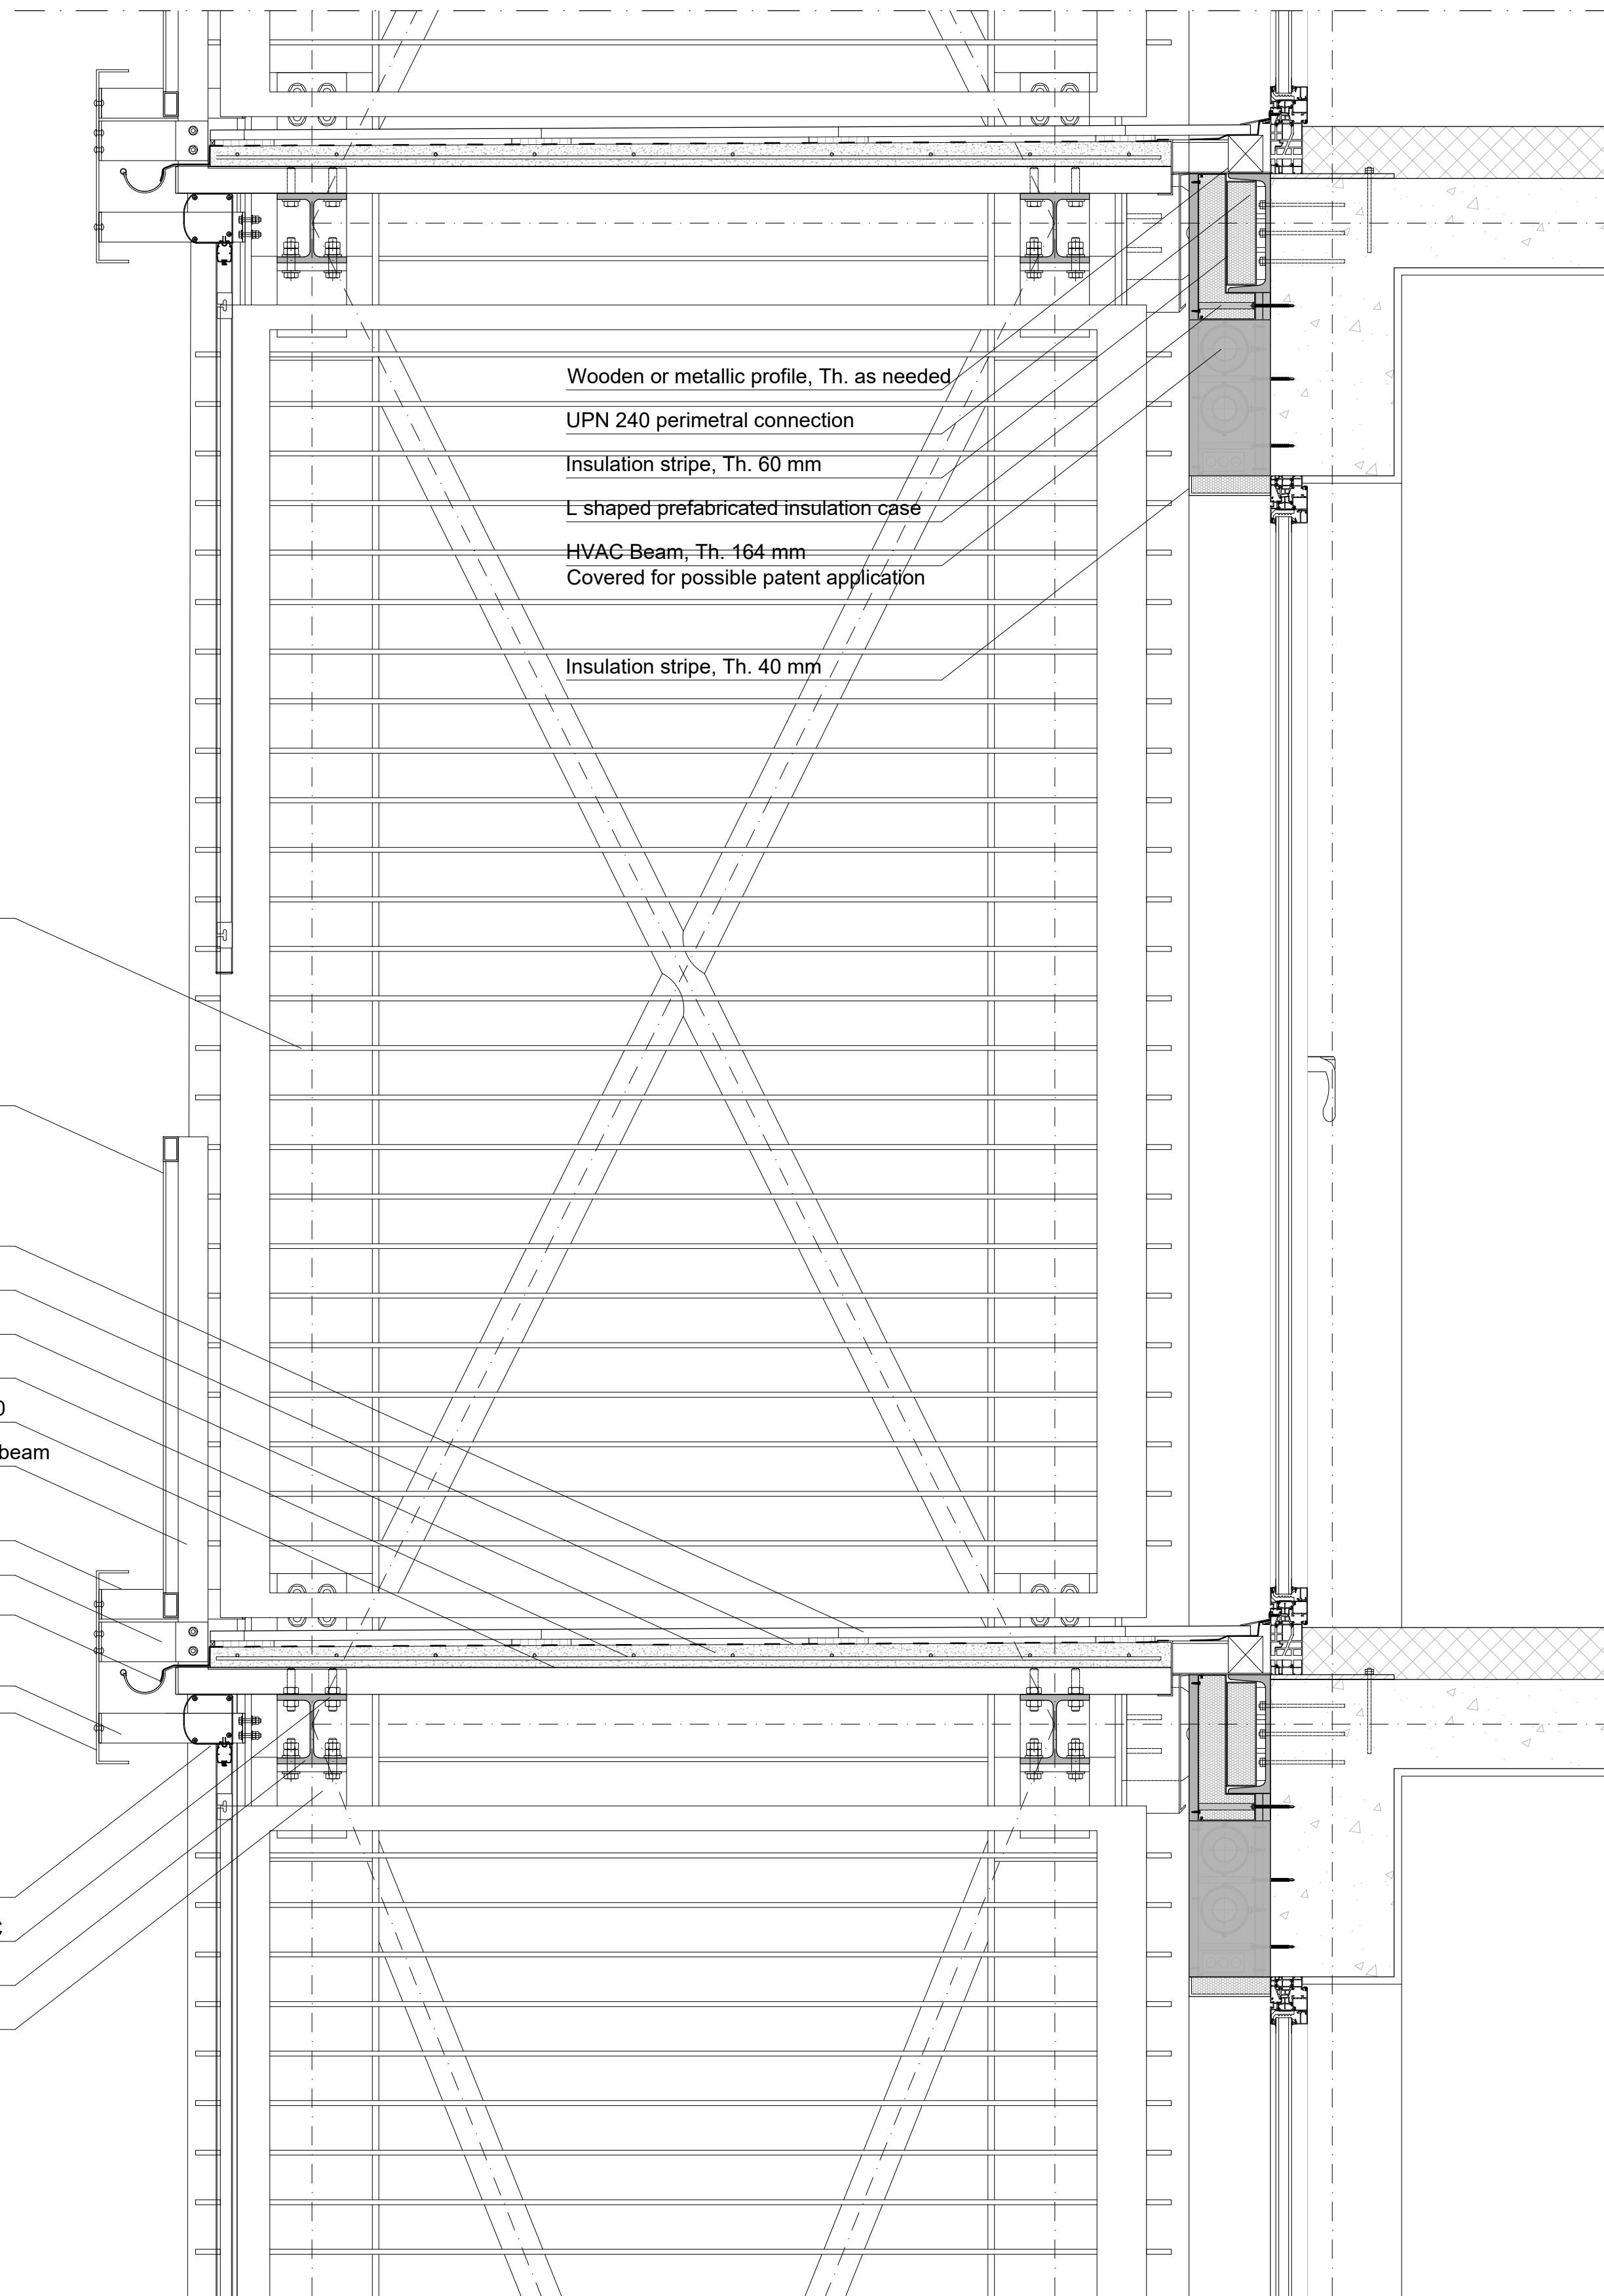 Wooden or metallic profile, Th. as needed
UPN 240 perimetral connection
Insulation stripe, Th. 60 mm
L shaped prefabricated insulation case
HVAC Beam, Th. 164 mm
Covered for possible patent application
Insulation stripe, Th. 40 mm
0
beam